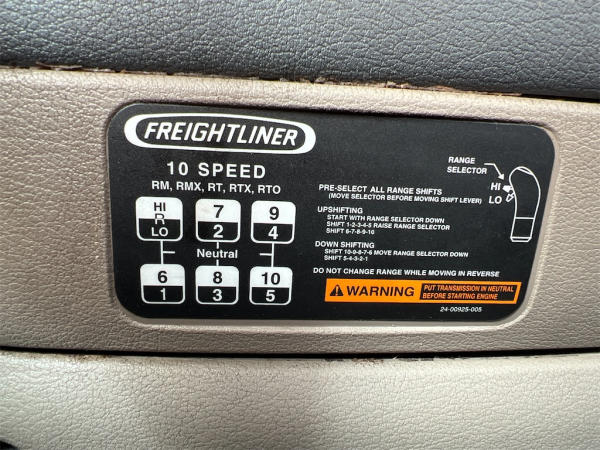 FREIGHTLINER
10 SPEED
RM, RMX, RT, RTX, RTO
HI
R
LO
7
2
9
4
Neutral
6
1
8
3
10
5
RANGE
SELECTOR
HI
LO
PRE-SELECT ALL RANGE SHIFTS
(MOVE SELECTOR BEFORE MOVING SHIFT LEVER)
UPSHIFTING
START WITH RANGE SELECTOR DOWN
SHIFT 1-2-3-4-5 RAISE RANGE SELECTOR
SHIFT 6-7-8-9-10
DOWN SHIFTING
SHIFT 10-9-8-7-6 MOVE RANGE SELECTOR DOWN
SHIFT 5-4-3-2-1
DO NOT CHANGE RANGE WHILE MOVING IN REVERSE
WARNING
PUT TRANSMISSION IN NEUTRAL
BEFORE STARTING ENGINE
24-00925-005